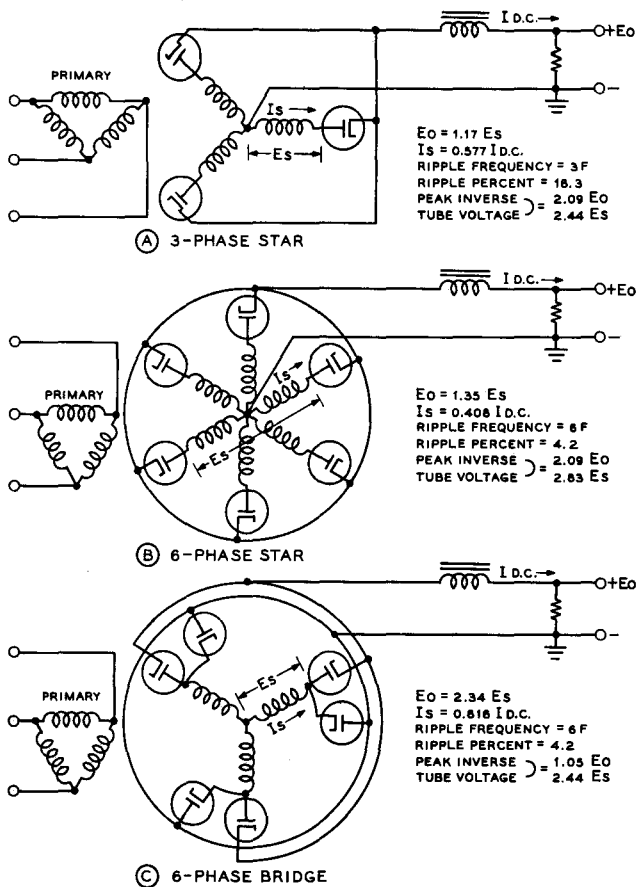 I D.C. →
+Eo
PRIMARY
Is →
Es
−
Eo = 1.17 Es
Is = 0.577 I D.C.
RIPPLE FREQUENCY = 3F
RIPPLE PERCENT = 18.3
PEAK INVERSE ) = 2.09 Eo
TUBE VOLTAGE 2.44 Es
A 3-PHASE STAR
I D.C. →
+Eo
−
PRIMARY
Is
Es
Eo = 1.35 Es
Is = 0.408 I D.C.
RIPPLE FREQUENCY = 6F
RIPPLE PERCENT = 4.2
PEAK INVERSE ) = 2.09 Eo
TUBE VOLTAGE 2.83 Es
B 6-PHASE STAR
I D.C. →
+Eo
−
PRIMARY
Es
Is
Eo = 2.34 Es
Is = 0.816 I D.C.
RIPPLE FREQUENCY = 6F
RIPPLE PERCENT = 4.2
PEAK INVERSE ) = 1.05 Eo
TUBE VOLTAGE 2.44 Es
C 6-PHASE BRIDGE